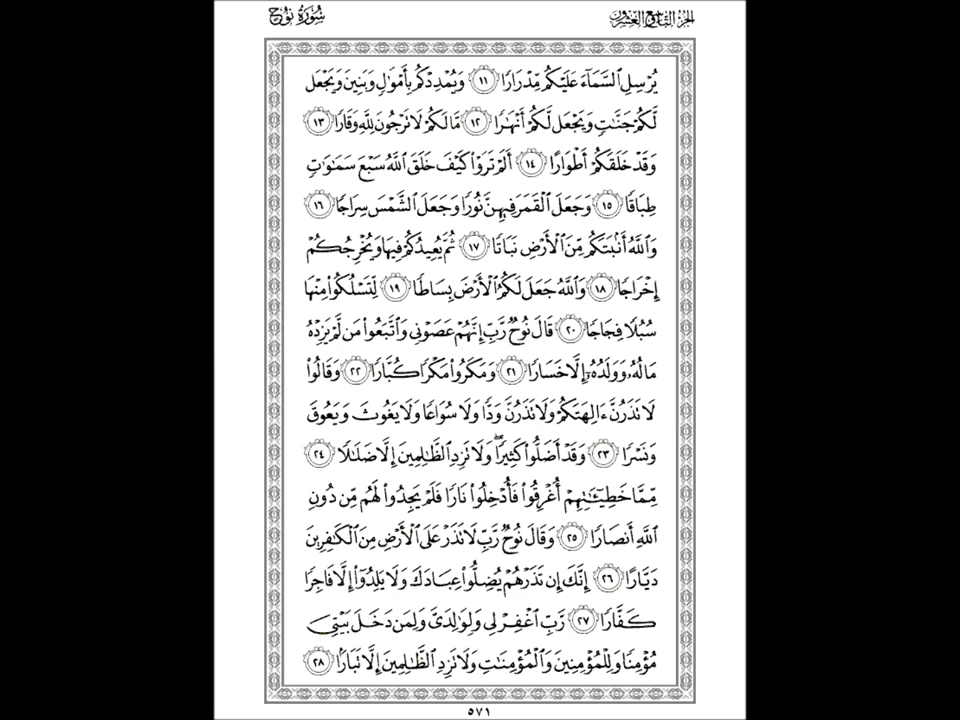 سُورَةُ نُوحٍ
الجزء التاسع والعشرون
يُرْسِلِ ٱلسَّمَآءَ عَلَيْكُم مِّدْرَارًا ١١ وَيُمْدِدْكُم بِأَمْوَٰلٍ وَبَنِينَ وَيَجْعَل
لَّكُمْ جَنَّٰتٍ وَيَجْعَل لَّكُمْ أَنْهَٰرًا ١٢ مَّا لَكُمْ لَا تَرْجُونَ لِلَّهِ وَقَارًا ١٣
وَقَدْ خَلَقَكُمْ أَطْوَارًا ١٤ أَلَمْ تَرَوْا۟ كَيْفَ خَلَقَ ٱللَّهُ سَبْعَ سَمَٰوَٰتٍ
طِبَاقًا ١٥ وَجَعَلَ ٱلْقَمَرَ فِيهِنَّ نُورًا وَجَعَلَ ٱلشَّمْسَ سِرَاجًا ١٦
وَٱللَّهُ أَنۢبَتَكُم مِّنَ ٱلْأَرْضِ نَبَاتًا ١٧ ثُمَّ يُعِيدُكُمْ فِيهَا وَيُخْرِجُكُمْ
إِخْرَاجًا ١٨ وَٱللَّهُ جَعَلَ لَكُمُ ٱلْأَرْضَ بِسَاطًا ١٩ لِّتَسْلُكُوا۟ مِنْهَا
سُبُلًا فِجَاجًا ٢٠ قَالَ نُوحٌ رَّبِّ إِنَّهُمْ عَصَوْنِى وَٱتَّبَعُوا۟ مَن لَّمْ يَزِدْهُ
مَالُهُۥ وَوَلَدُهُۥٓ إِلَّا خَسَارًا ٢١ وَمَكَرُوا۟ مَكْرًا كُبَّارًا ٢٢ وَقَالُوا۟
لَا تَذَرُنَّ ءَالِهَتَكُمْ وَلَا تَذَرُنَّ وَدًّا وَلَا سُوَاعًا وَلَا يَغُوثَ وَيَعُوقَ
وَنَسْرًا ٢٣ وَقَدْ أَضَلُّوا۟ كَثِيرًا ۖ وَلَا تَزِدِ ٱلظَّٰلِمِينَ إِلَّا ضَلَٰلًا ٢٤
مِّمَّا خَطِيٓـَٰٔتِهِمْ أُغْرِقُوا۟ فَأُدْخِلُوا۟ نَارًا فَلَمْ يَجِدُوا۟ لَهُم مِّن دُونِ
ٱللَّهِ أَنصَارًا ٢٥ وَقَالَ نُوحٌ رَّبِّ لَا تَذَرْ عَلَى ٱلْأَرْضِ مِنَ ٱلْكَٰفِرِينَ
دَيَّارًا ٢٦ إِنَّكَ إِن تَذَرْهُمْ يُضِلُّوا۟ عِبَادَكَ وَلَا يَلِدُوٓا۟ إِلَّا فَاجِرًا
كَفَّارًا ٢٧ رَّبِّ ٱغْفِرْ لِى وَلِوَٰلِدَىَّ وَلِمَن دَخَلَ بَيْتِىَ
مُؤْمِنًا وَلِلْمُؤْمِنِينَ وَٱلْمُؤْمِنَٰتِ وَلَا تَزِدِ ٱلظَّٰلِمِينَ إِلَّا تَبَارًۢا ٢٨
٥٧١